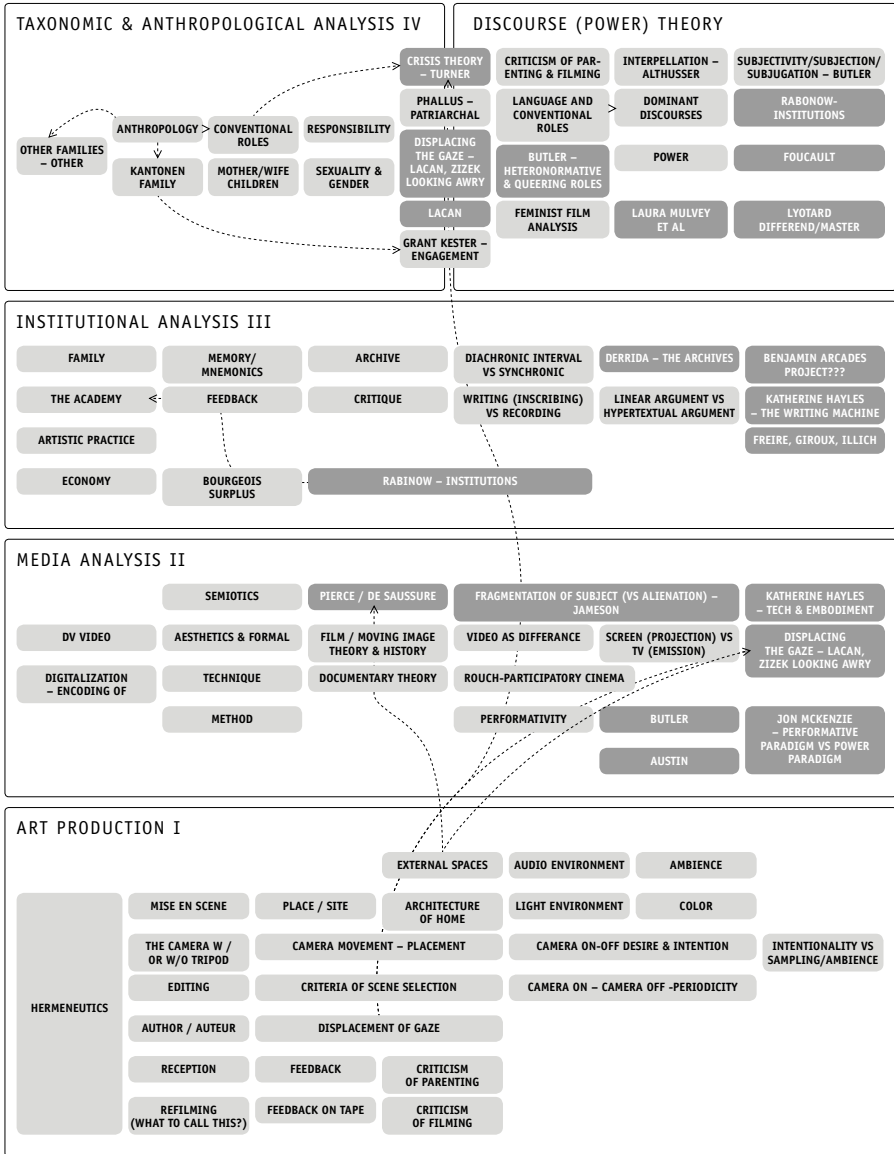 TAXONOMIC & ANTHROPOLOGICAL ANALYSIS IV
OTHER FAMILIES
– OTHER
ANTHROPOLOGY
CONVENTIONAL
ROLES
RESPONSIBILITY
KANTONEN
FAMILY
MOTHER/WIFE
CHILDREN
SEXUALITY &
GENDER
DISCOURSE (POWER) THEORY
CRISIS THEORY
– TURNER
CRITICISM OF PAR-
ENTING & FILMING
INTERPELLATION –
ALTHUSSER
SUBJECTIVITY/SUBJECTION/
SUBJUGATION – BUTLER
PHALLUS –
PATRIARCHAL
LANGUAGE AND
CONVENTIONAL
ROLES
DOMINANT
DISCOURSES
RABONOW-
INSTITUTIONS
DISPLACING
THE GAZE –
LACAN, ZIZEK
LOOKING AWRY
BUTLER –
HETERONORMATIVE
& QUEERING ROLES
POWER
FOUCAULT
LACAN
FEMINIST FILM
ANALYSIS
LAURA MULVEY
ET AL
LYOTARD
DIFFEREND/MASTER
GRANT KESTER –
ENGAGEMENT
INSTITUTIONAL ANALYSIS III
FAMILY
MEMORY/
MNEMONICS
ARCHIVE
DIACHRONIC INTERVAL
VS SYNCHRONIC
DERRIDA – THE ARCHIVES
BENJAMIN ARCADES
PROJECT???
THE ACADEMY
FEEDBACK
CRITIQUE
WRITING (INSCRIBING)
VS RECORDING
LINEAR ARGUMENT VS
HYPERTEXTUAL ARGUMENT
KATHERINE HAYLES
– THE WRITING MACHINE
ARTISTIC PRACTICE
FREIRE, GIROUX, ILLICH
ECONOMY
BOURGEOIS
SURPLUS
RABINOW – INSTITUTIONS
MEDIA ANALYSIS II
SEMIOTICS
PIERCE / DE SAUSSURE
FRAGMENTATION OF SUBJECT (VS ALIENATION) –
JAMESON
KATHERINE HAYLES
– TECH & EMBODIMENT
DV VIDEO
AESTHETICS & FORMAL
FILM / MOVING IMAGE
THEORY & HISTORY
VIDEO AS DIFFERANCE
SCREEN (PROJECTION) VS
TV (EMISSION)
DISPLACING
THE GAZE – LACAN,
ZIZEK LOOKING AWRY
DIGITALIZATION
– ENCODING OF
TECHNIQUE
DOCUMENTARY THEORY
ROUCH-PARTICIPATORY CINEMA
METHOD
PERFORMATIVITY
BUTLER
JON MCKENZIE
– PERFORMATIVE
PARADIGM VS POWER
PARADIGM
AUSTIN
ART PRODUCTION I
EXTERNAL SPACES
AUDIO ENVIRONMENT
AMBIENCE
HERMENEUTICS
MISE EN SCENE
PLACE / SITE
ARCHITECTURE
OF HOME
LIGHT ENVIRONMENT
COLOR
THE CAMERA W /
OR W/O TRIPOD
CAMERA MOVEMENT – PLACEMENT
CAMERA ON-OFF DESIRE & INTENTION
INTENTIONALITY VS
SAMPLING/AMBIENCE
EDITING
CRITERIA OF SCENE SELECTION
CAMERA ON – CAMERA OFF -PERIODICITY
AUTHOR / AUTEUR
DISPLACEMENT OF GAZE
RECEPTION
FEEDBACK
CRITICISM
OF PARENTING
REFILMING
(WHAT TO CALL THIS?)
FEEDBACK ON TAPE
CRITICISM
OF FILMING